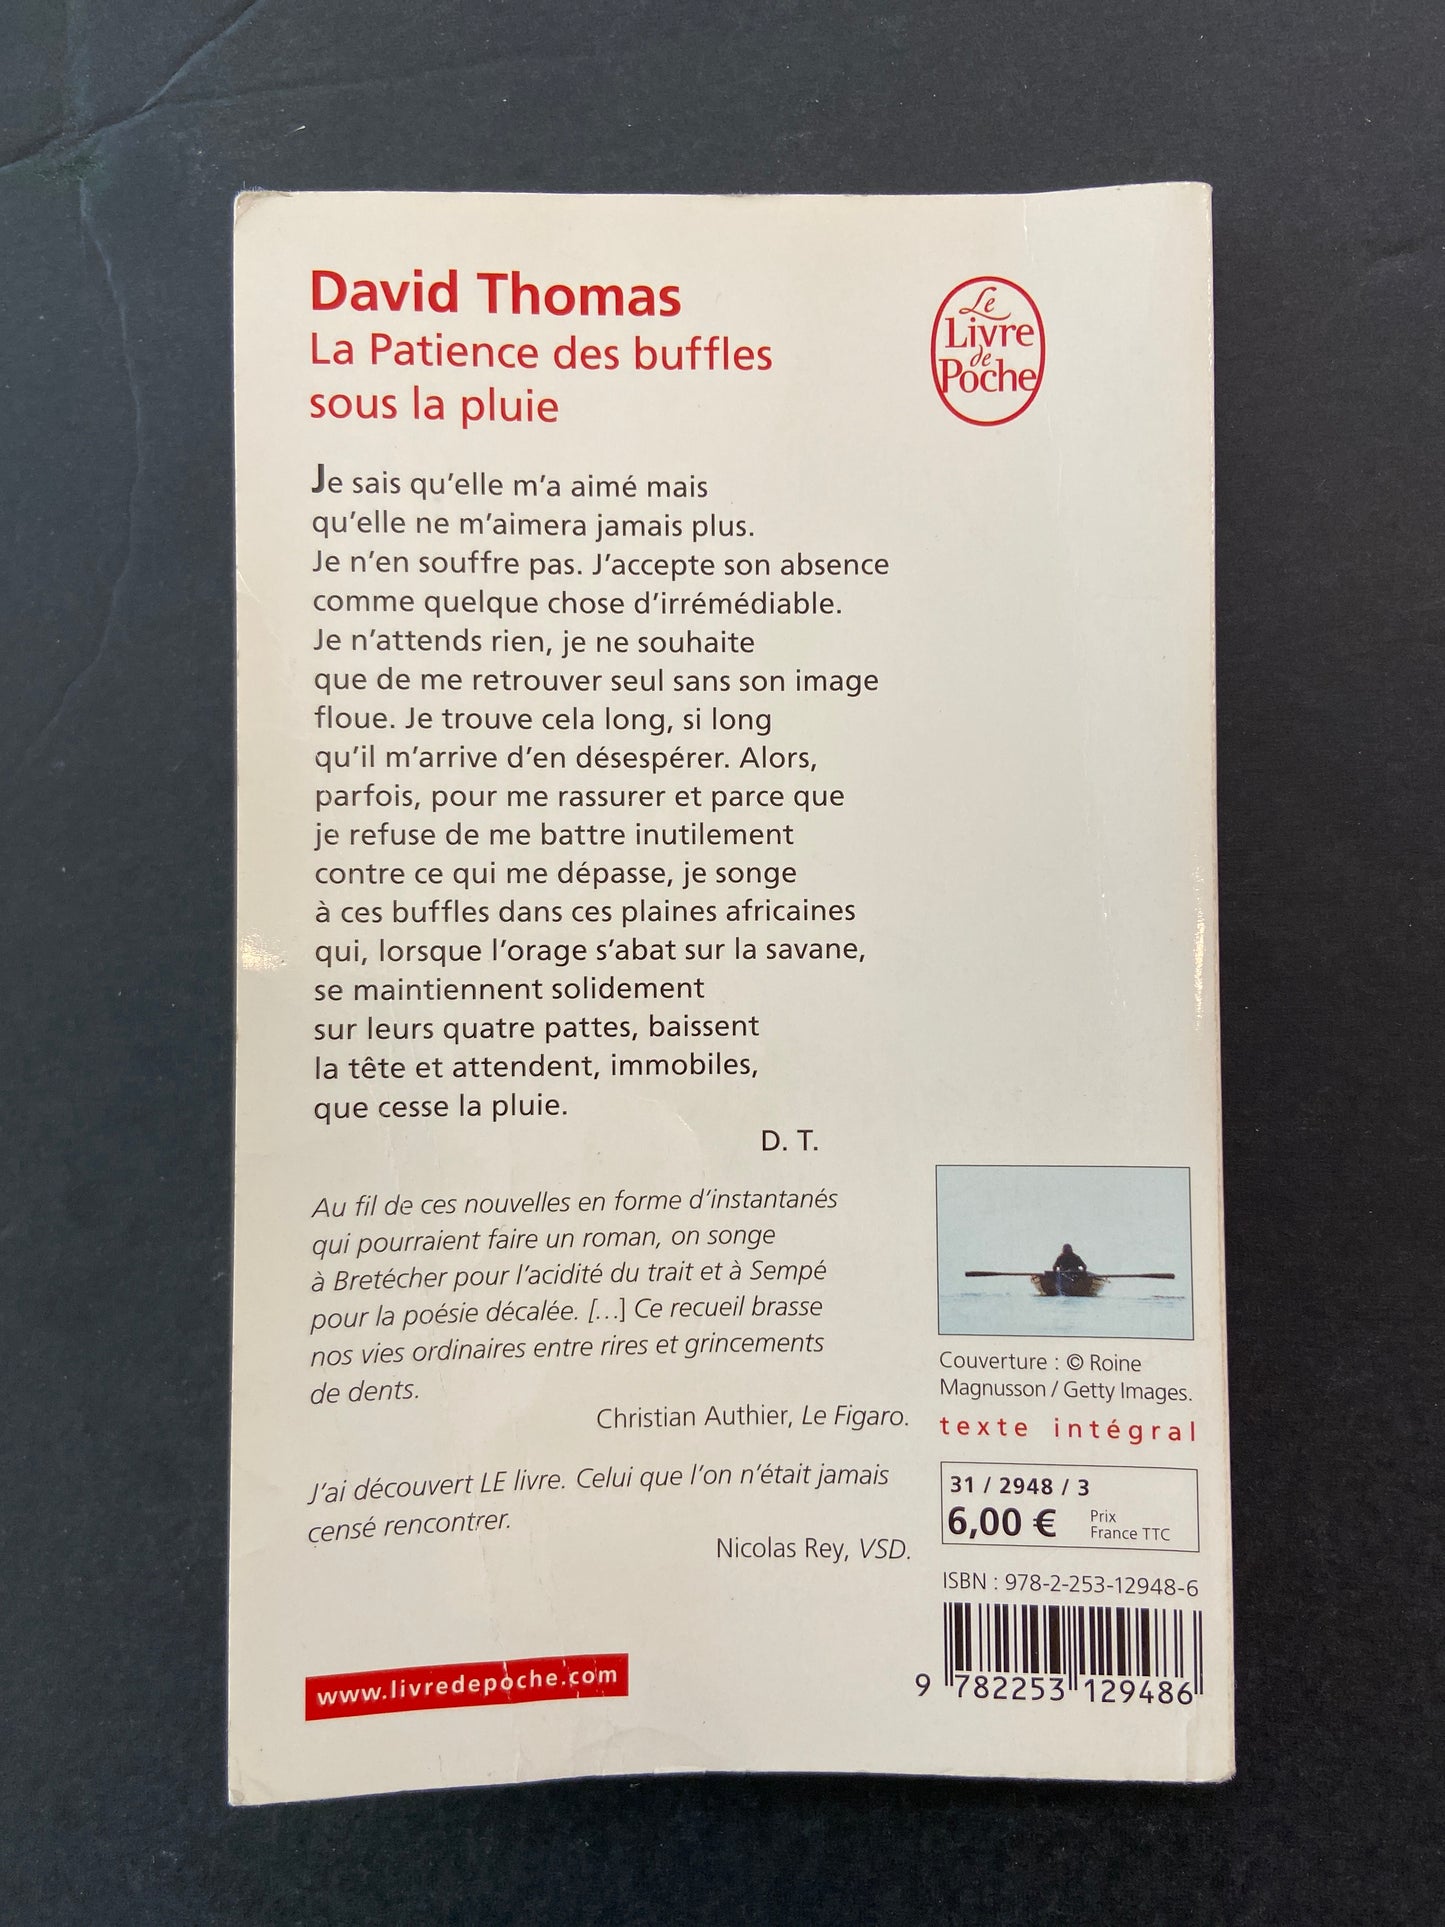 David Thomas
La Patience des buffles
sous la pluie
Le
Livre
de
Poche
Je sais qu’elle m’a aimé mais
qu’elle ne m’aimera jamais plus.
Je n’en souffre pas. J’accepte son absence
comme quelque chose d’irrémédiable.
Je n’attends rien, je ne souhaite
que de me retrouver seul sans son image
floue. Je trouve cela long, si long
qu’il m’arrive d’en désespérer. Alors,
parfois, pour me rassurer et parce que
je refuse de me battre inutilement
contre ce qui me dépasse, je songe
à ces buffles dans ces plaines africaines
qui, lorsque l’orage s’abat sur la savane,
se maintiennent solidement
sur leurs quatre pattes, baissent
la tête et attendent, immobiles,
que cesse la pluie.
D. T.
Au fil de ces nouvelles en forme d’instantanés
qui pourraient faire un roman, on songe
à Bretécher pour l’acidité du trait et à Sempé
pour la poésie décalée. [...] Ce recueil brasse
nos vies ordinaires entre rires et grincements
de dents.
Christian Authier, Le Figaro.
J’ai découvert LE livre. Celui que l’on n’était jamais
censé rencontrer.
Nicolas Rey, VSD.
www.livredepoche.com
Couverture : © Roine
Magnusson / Getty Images.
texte intégral
31 / 2948 / 3
6,00 € Prix
France TTC
ISBN : 978-2-253-12948-6
9 782253 129486